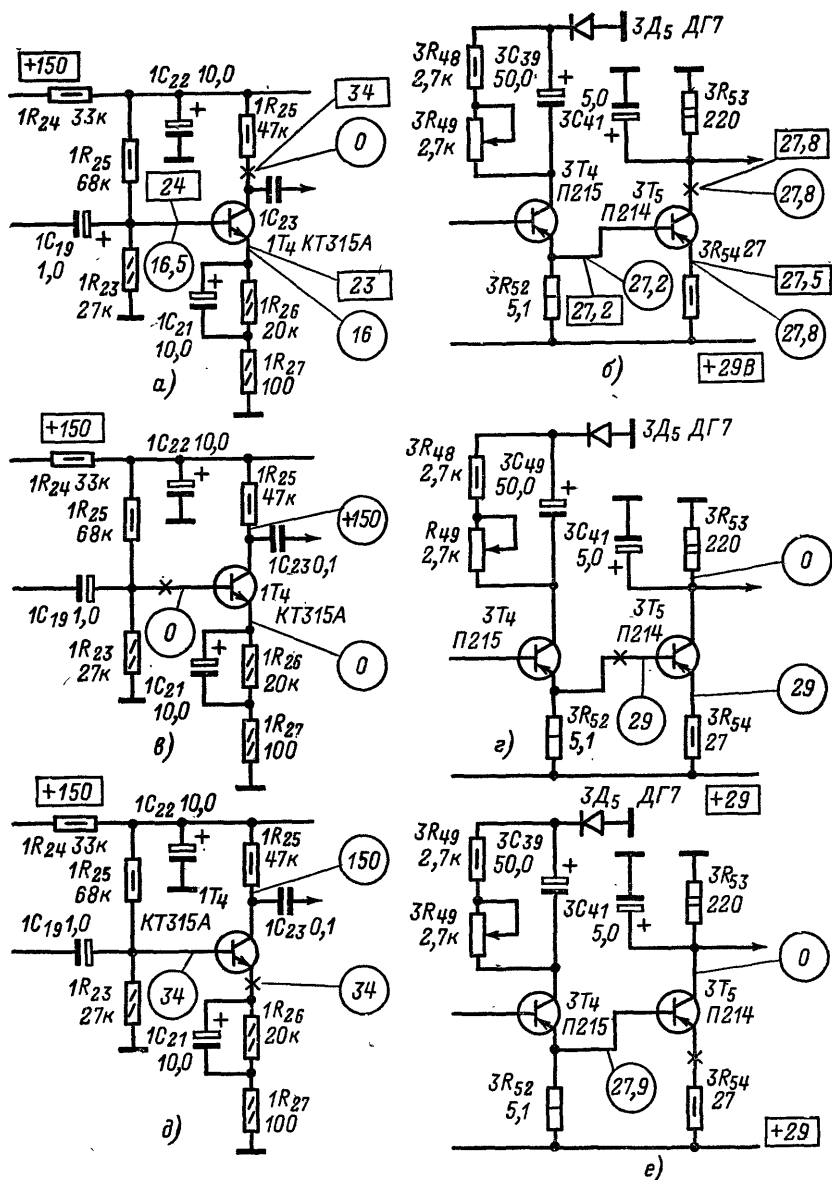 +150
1C22 10,0
1R24 33к
1R25
47к
34
0
1R25
68к
24
1C23
1C19
1,0
1Т4 КТ315А
16,5
1R23
27к
23
1C21
10,0
1R26
20к
16
1R27
100
а)
3Д5 ДГ7
3R48
2,7к
3C39
50,0
3R49
2,7к
5,0
3C41
3R53
220
27,8
27,8
3Т4
П215
3Т5
П214
3R54 27
3R52
5,1
27,2
27,2
27,5
27,8
б)
+29В
+150
1C22 10,0
1R24 33к
1R25
47к
1R25
68к
+150
1C23 0,1
1C19 1,0
1Т4
КТ315А
0
1R23
27к
0
1C21
10,0
1R26
20к
1R27
100
в)
3Д5 ДГ7
3R48
2,7к
3C49
50,0
R49
2,7к
3C41
5,0
3R53
220
0
3Т4
П215
3Т5
П214
29
29
3R52
5,1
3R54
27
г)
+29
+150
1C22 10,0
1R24 33к
1R25
47к
1R25
68к
1Т4
150
КТ315А
1C23 0,1
1C19 1,0
34
34
1R23
27к
1C21
10,0
1R26
20к
1R27
100
д)
3Д5 ДГ7
3R49
2,7к
3C39
50,0
3R49
2,7к
3C41
5,0
3R53
220
0
3Т4
П215
3Т5
П214
3R52
5,1
27,9
3R54
27
+29
е)